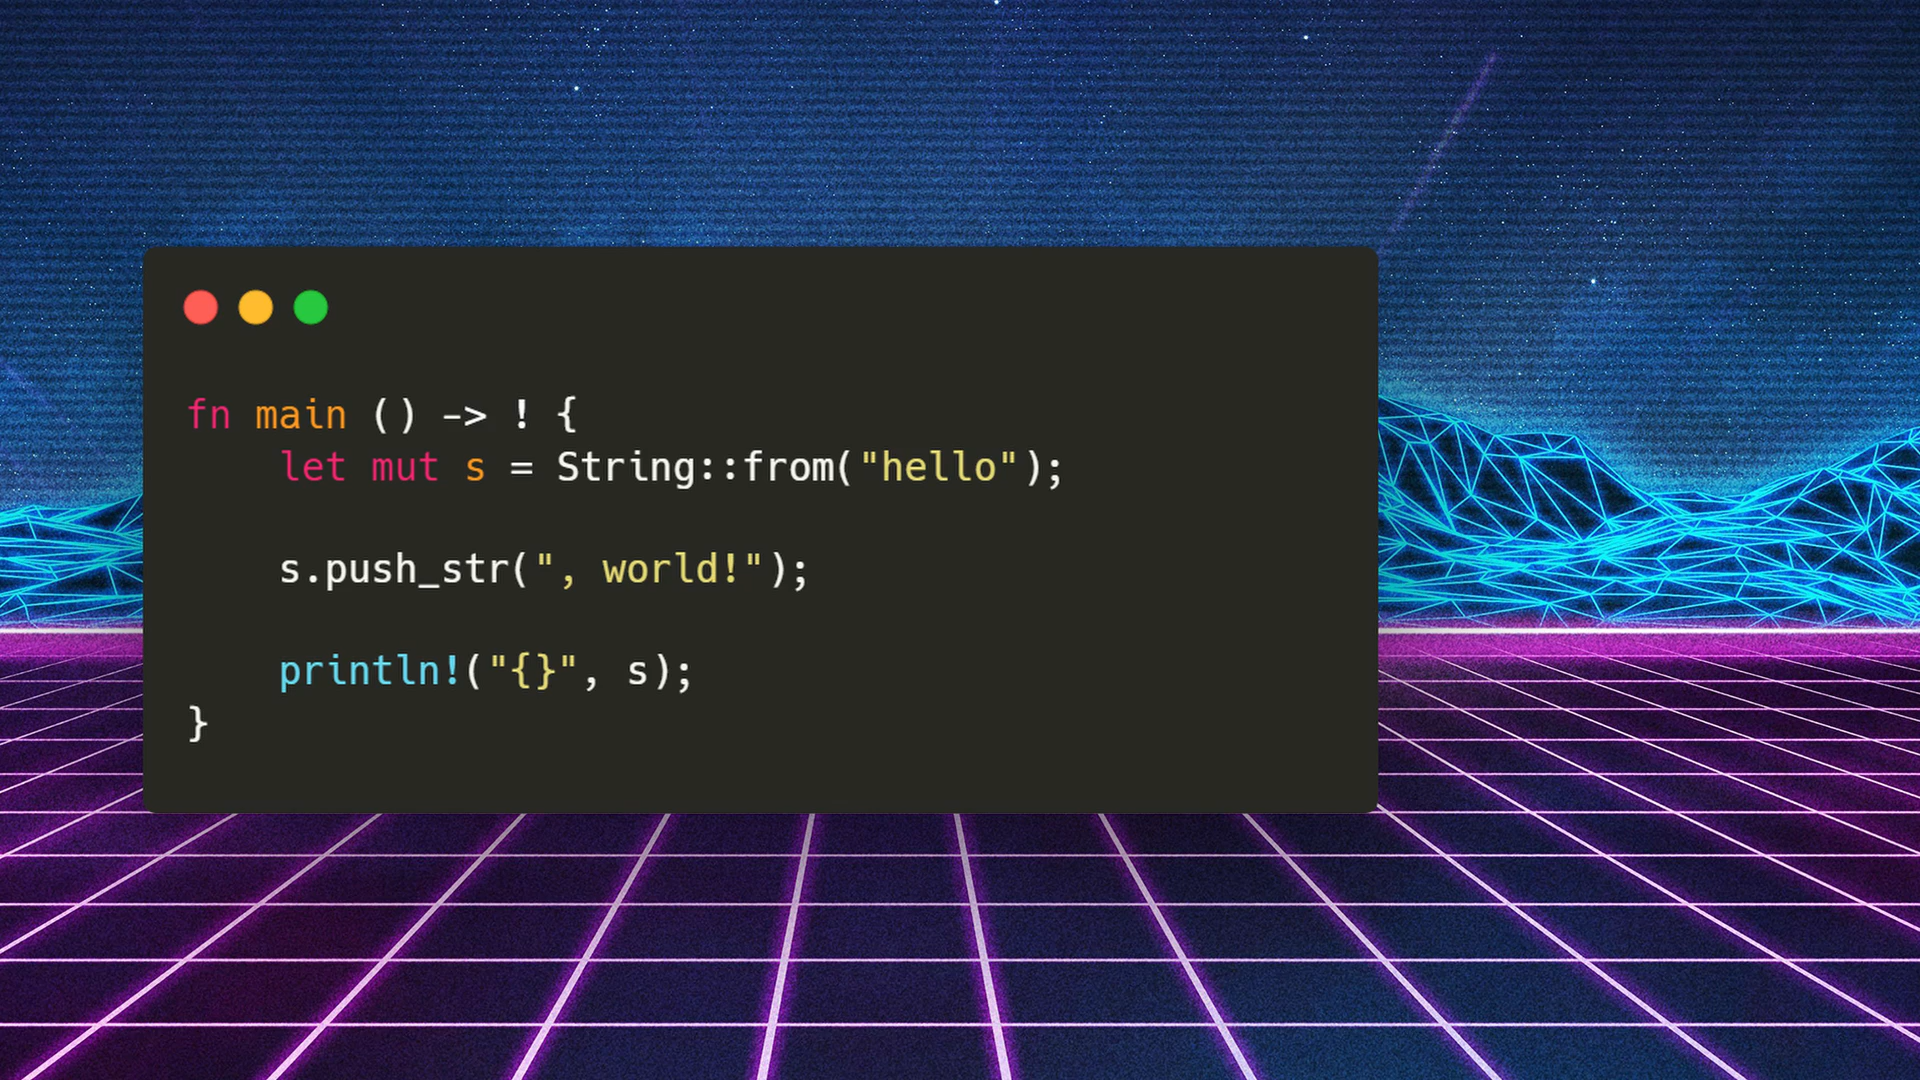 fn main () -> ! {
    let mut s = String::from("hello");
    s.push_str(", world!");
    println!("{}", s);
}